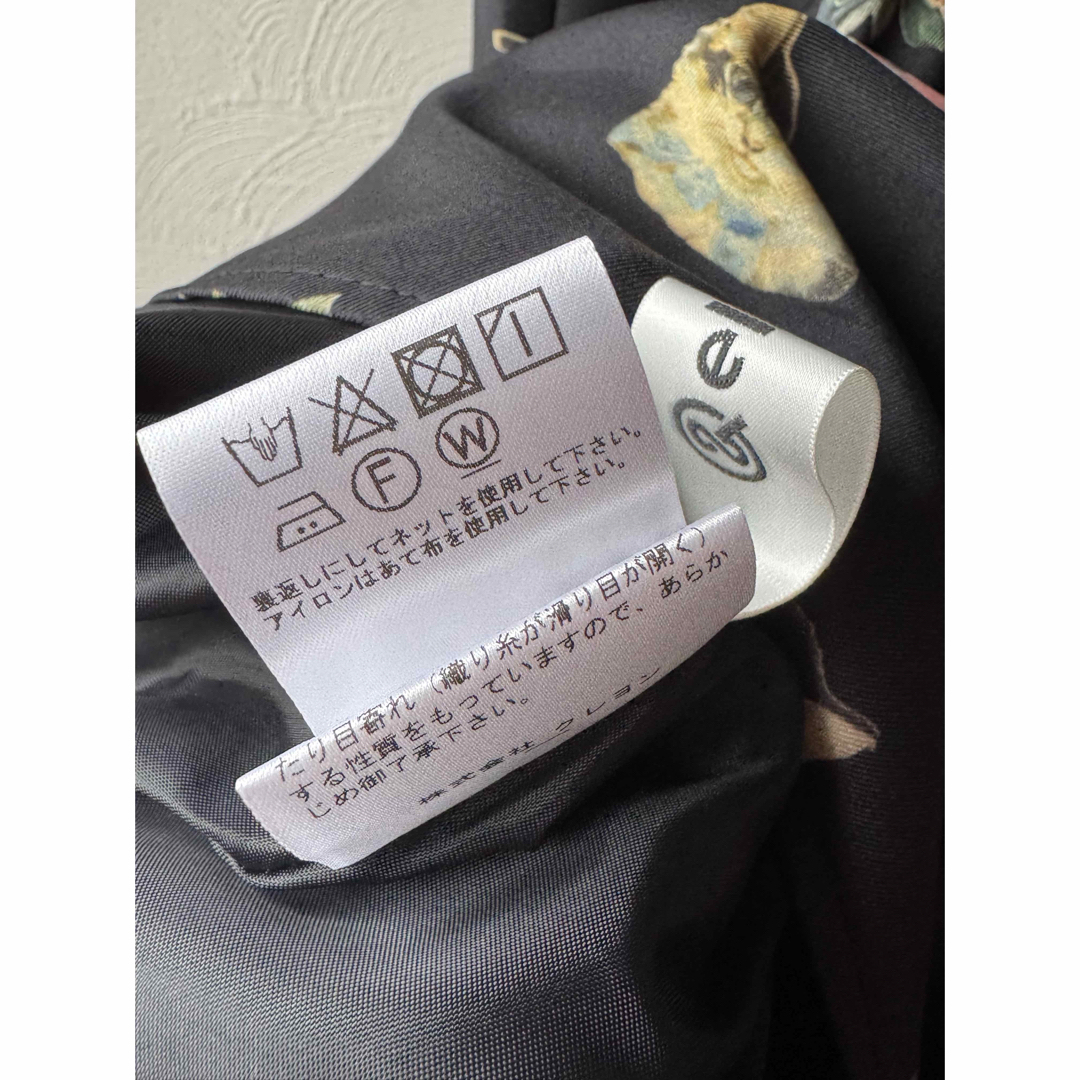 F W
裏返しにしてネットを使用して下さい。
アイロンはあて布を使用して下さい。
たり目寄れ（織り糸が滑り目が開く）
する性質をもっていますので、あらか
じめ御了承下さい。
株式会社 クレヨン
Qel